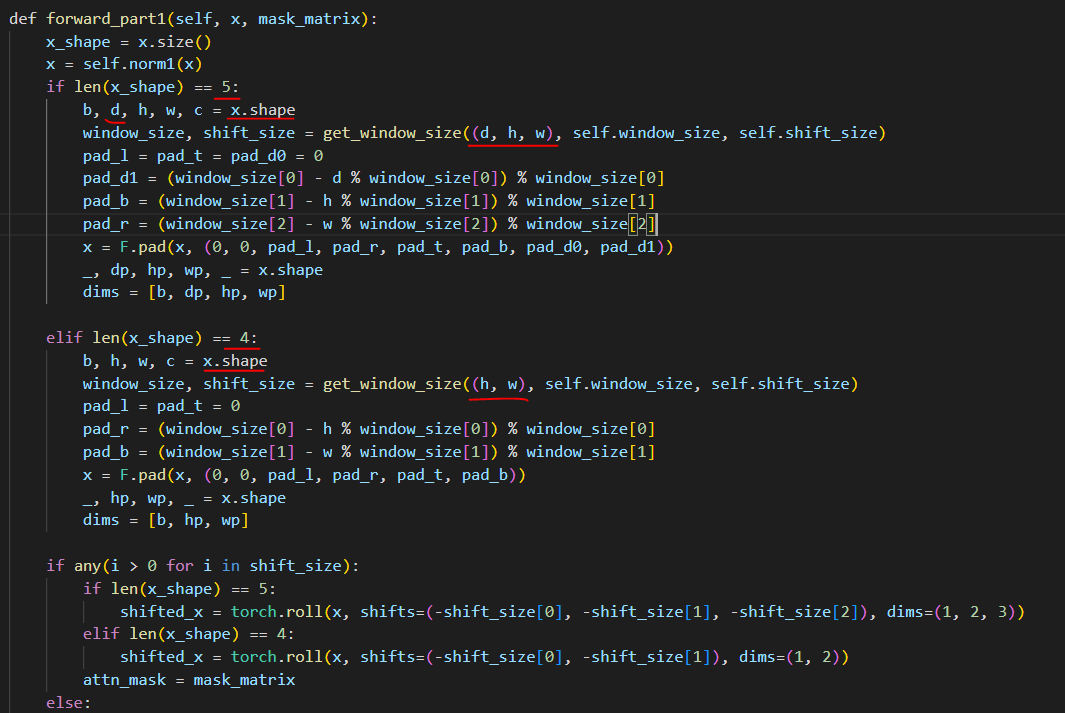 def forward_part1(self, x, mask_matrix):
    x_shape = x.size()
    x = self.norm1(x)
    if len(x_shape) == 5:
        b, d, h, w, c = x.shape
        window_size, shift_size = get_window_size((d, h, w), self.window_size, self.shift_size)
        pad_l = pad_t = pad_d0 = 0
        pad_d1 = (window_size[0] - d % window_size[0]) % window_size[0]
        pad_b = (window_size[1] - h % window_size[1]) % window_size[1]
        pad_r = (window_size[2] - w % window_size[2]) % window_size[2]
        x = F.pad(x, (0, 0, pad_l, pad_r, pad_t, pad_b, pad_d0, pad_d1))
        _, dp, hp, wp, _ = x.shape
        dims = [b, dp, hp, wp]

    elif len(x_shape) == 4:
        b, h, w, c = x.shape
        window_size, shift_size = get_window_size((h, w), self.window_size, self.shift_size)
        pad_l = pad_t = 0
        pad_r = (window_size[0] - h % window_size[0]) % window_size[0]
        pad_b = (window_size[1] - w % window_size[1]) % window_size[1]
        x = F.pad(x, (0, 0, pad_l, pad_r, pad_t, pad_b))
        _, hp, wp, _ = x.shape
        dims = [b, hp, wp]

    if any(i > 0 for i in shift_size):
        if len(x_shape) == 5:
            shifted_x = torch.roll(x, shifts=(-shift_size[0], -shift_size[1], -shift_size[2]), dims=(1, 2, 3))
        elif len(x_shape) == 4:
            shifted_x = torch.roll(x, shifts=(-shift_size[0], -shift_size[1]), dims=(1, 2))
        attn_mask = mask_matrix
    else: